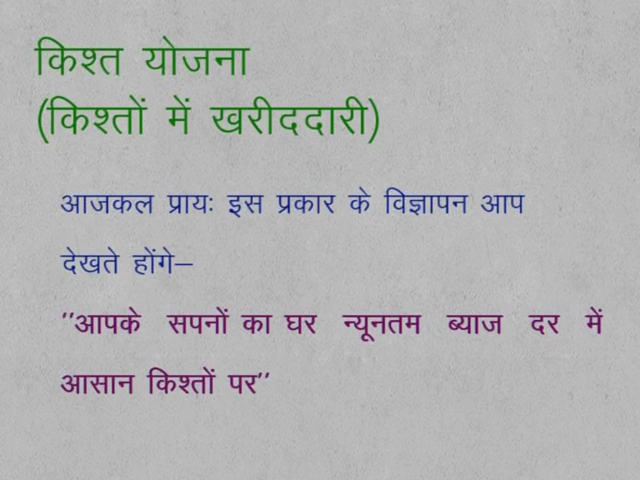 किश्त योजना
(किश्तों में खरीददारी)
आजकल प्रायः इस प्रकार के विज्ञापन आप
देखते होंगे–
''आपके सपनों का घर न्यूनतम ब्याज दर में
आसान किश्तों पर''